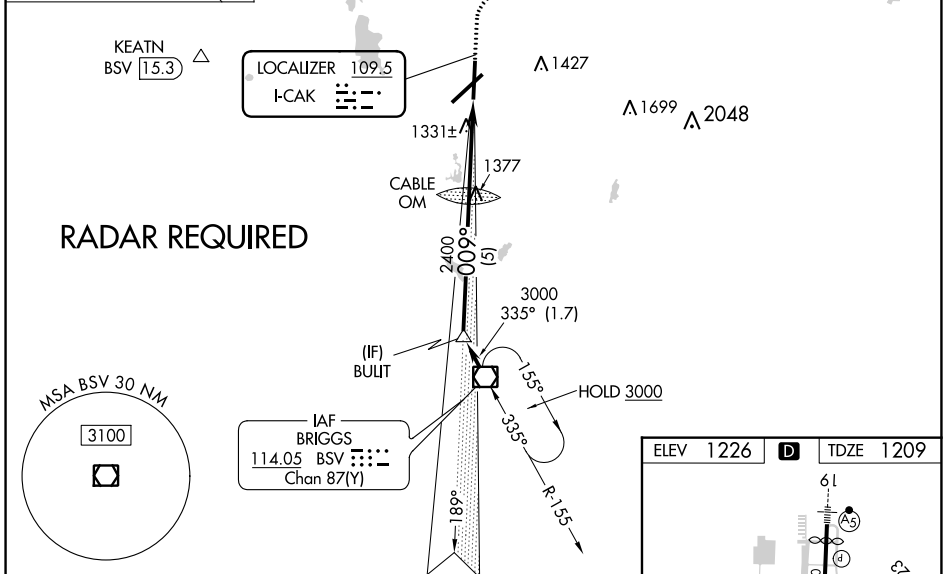 KEATN
BSV 15.3
LOCALIZER 109.5
I-CAK
1427
1699
2048
1331±
1377
CABLE
OM
RADAR REQUIRED
2400
009°
(5)
3000
335° (1.7)
(IF)
BULIT
155°
HOLD 3000
335°
R-155
MSA BSV 30 NM
3100
IAF
BRIGGS
114.05 BSV
Chan 87(Y)
189°
ELEV 1226 D TDZE 1209
19
A5
P
23